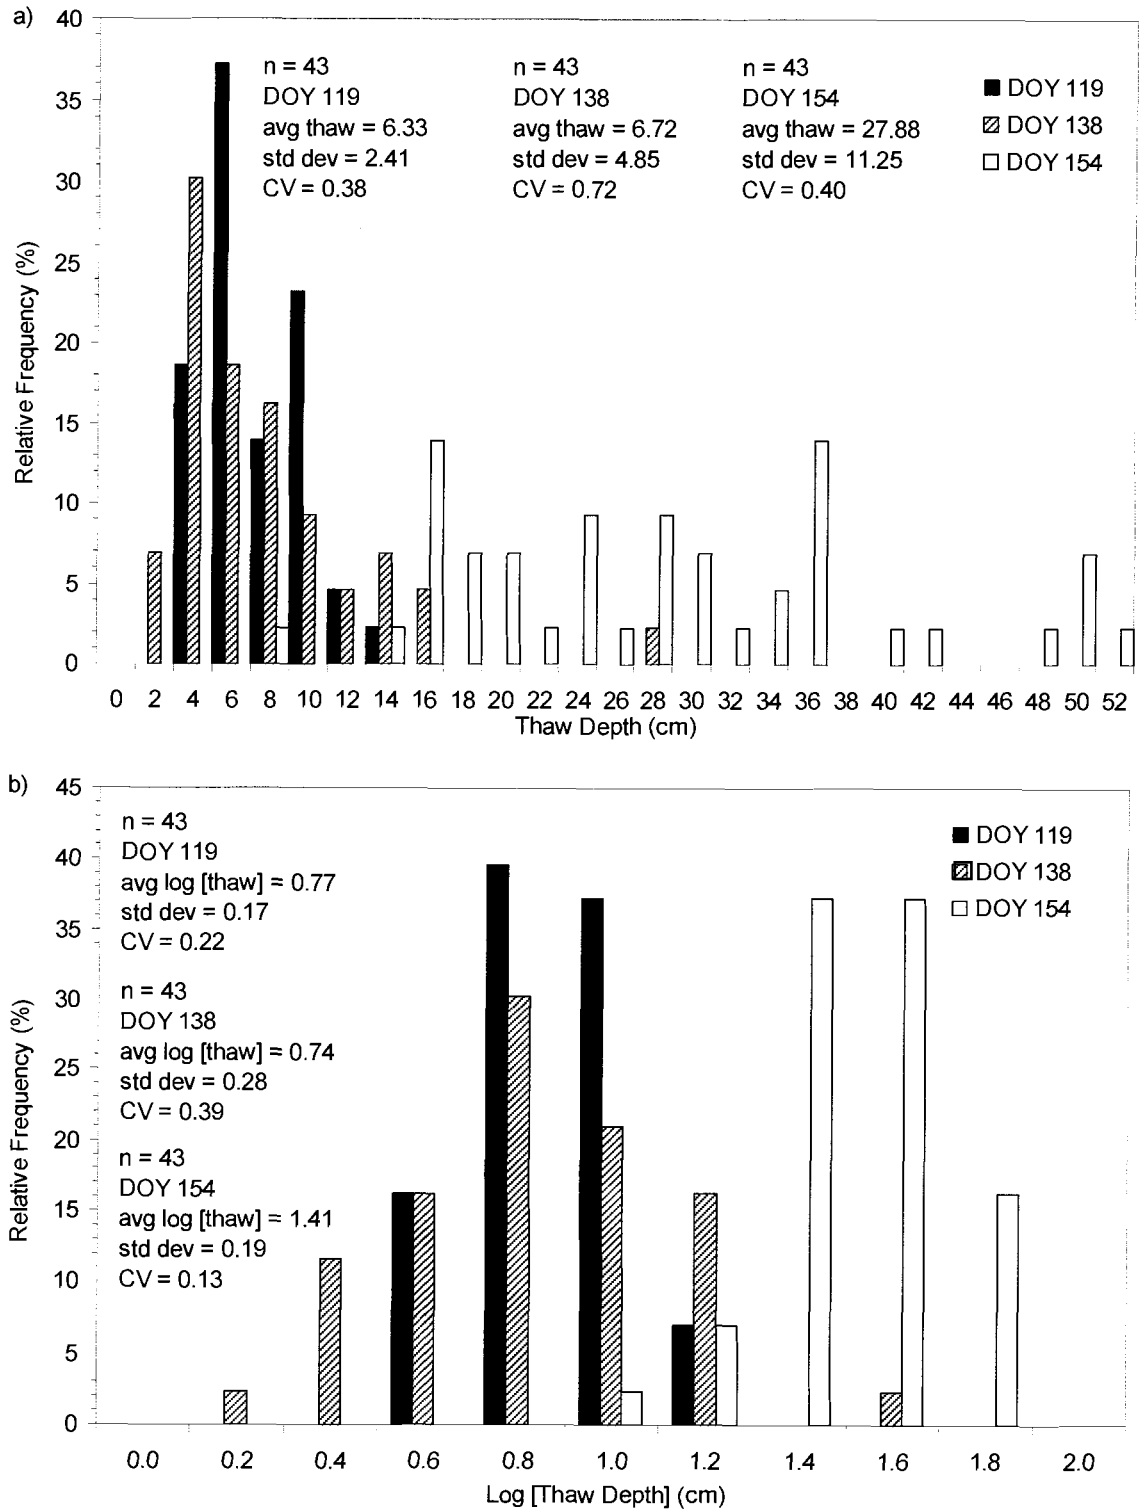 a)
40
35
30
25
20
15
10
5
0
Relative Frequency (%)
n = 43
DOY 119
avg thaw = 6.33
std dev = 2.41
CV = 0.38
n = 43
DOY 138
avg thaw = 6.72
std dev = 4.85
CV = 0.72
n = 43
DOY 154
avg thaw = 27.88
std dev = 11.25
CV = 0.40
DOY 119
DOY 138
DOY 154
0 2 4 6 8 10 12 14 16 18 20 22 24 26 28 30 32 34 36 38 40 42 44 46 48 50 52
Thaw Depth (cm)
b)
45
40
35
30
25
20
15
10
5
0
Relative Frequency (%)
n = 43
DOY 119
avg log [thaw] = 0.77
std dev = 0.17
CV = 0.22
n = 43
DOY 138
avg log [thaw] = 0.74
std dev = 0.28
CV = 0.39
n = 43
DOY 154
avg log [thaw] = 1.41
std dev = 0.19
CV = 0.13
DOY 119
DOY 138
DOY 154
0.0 0.2 0.4 0.6 0.8 1.0 1.2 1.4 1.6 1.8 2.0
Log [Thaw Depth] (cm)